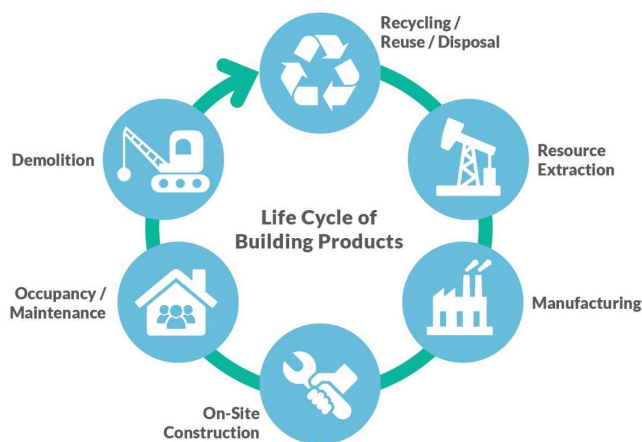 Recycling /
Reuse / Disposal
Resource
Extraction
Manufacturing
On-Site
Construction
Occupancy /
Maintenance
Demolition
Life Cycle of
Building Products